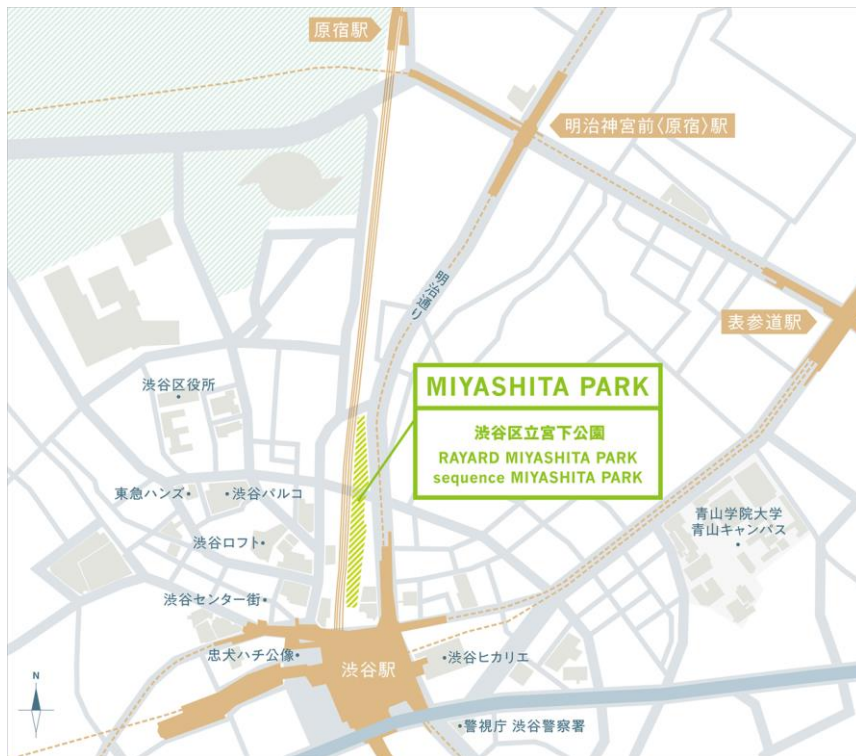 原宿駅
明治神宮前〈原宿〉駅
明治通り
表参道駅
MIYASHITA PARK
渋谷区立宮下公園
RAYARD MIYASHITA PARK
sequence MIYASHITA PARK
渋谷区役所
東急ハンズ
渋谷パルコ
渋谷ロフト
青山学院大学
青山キャンパス
渋谷センター街
忠犬ハチ公像
渋谷駅
渋谷ヒカリエ
N
警視庁 渋谷警察署